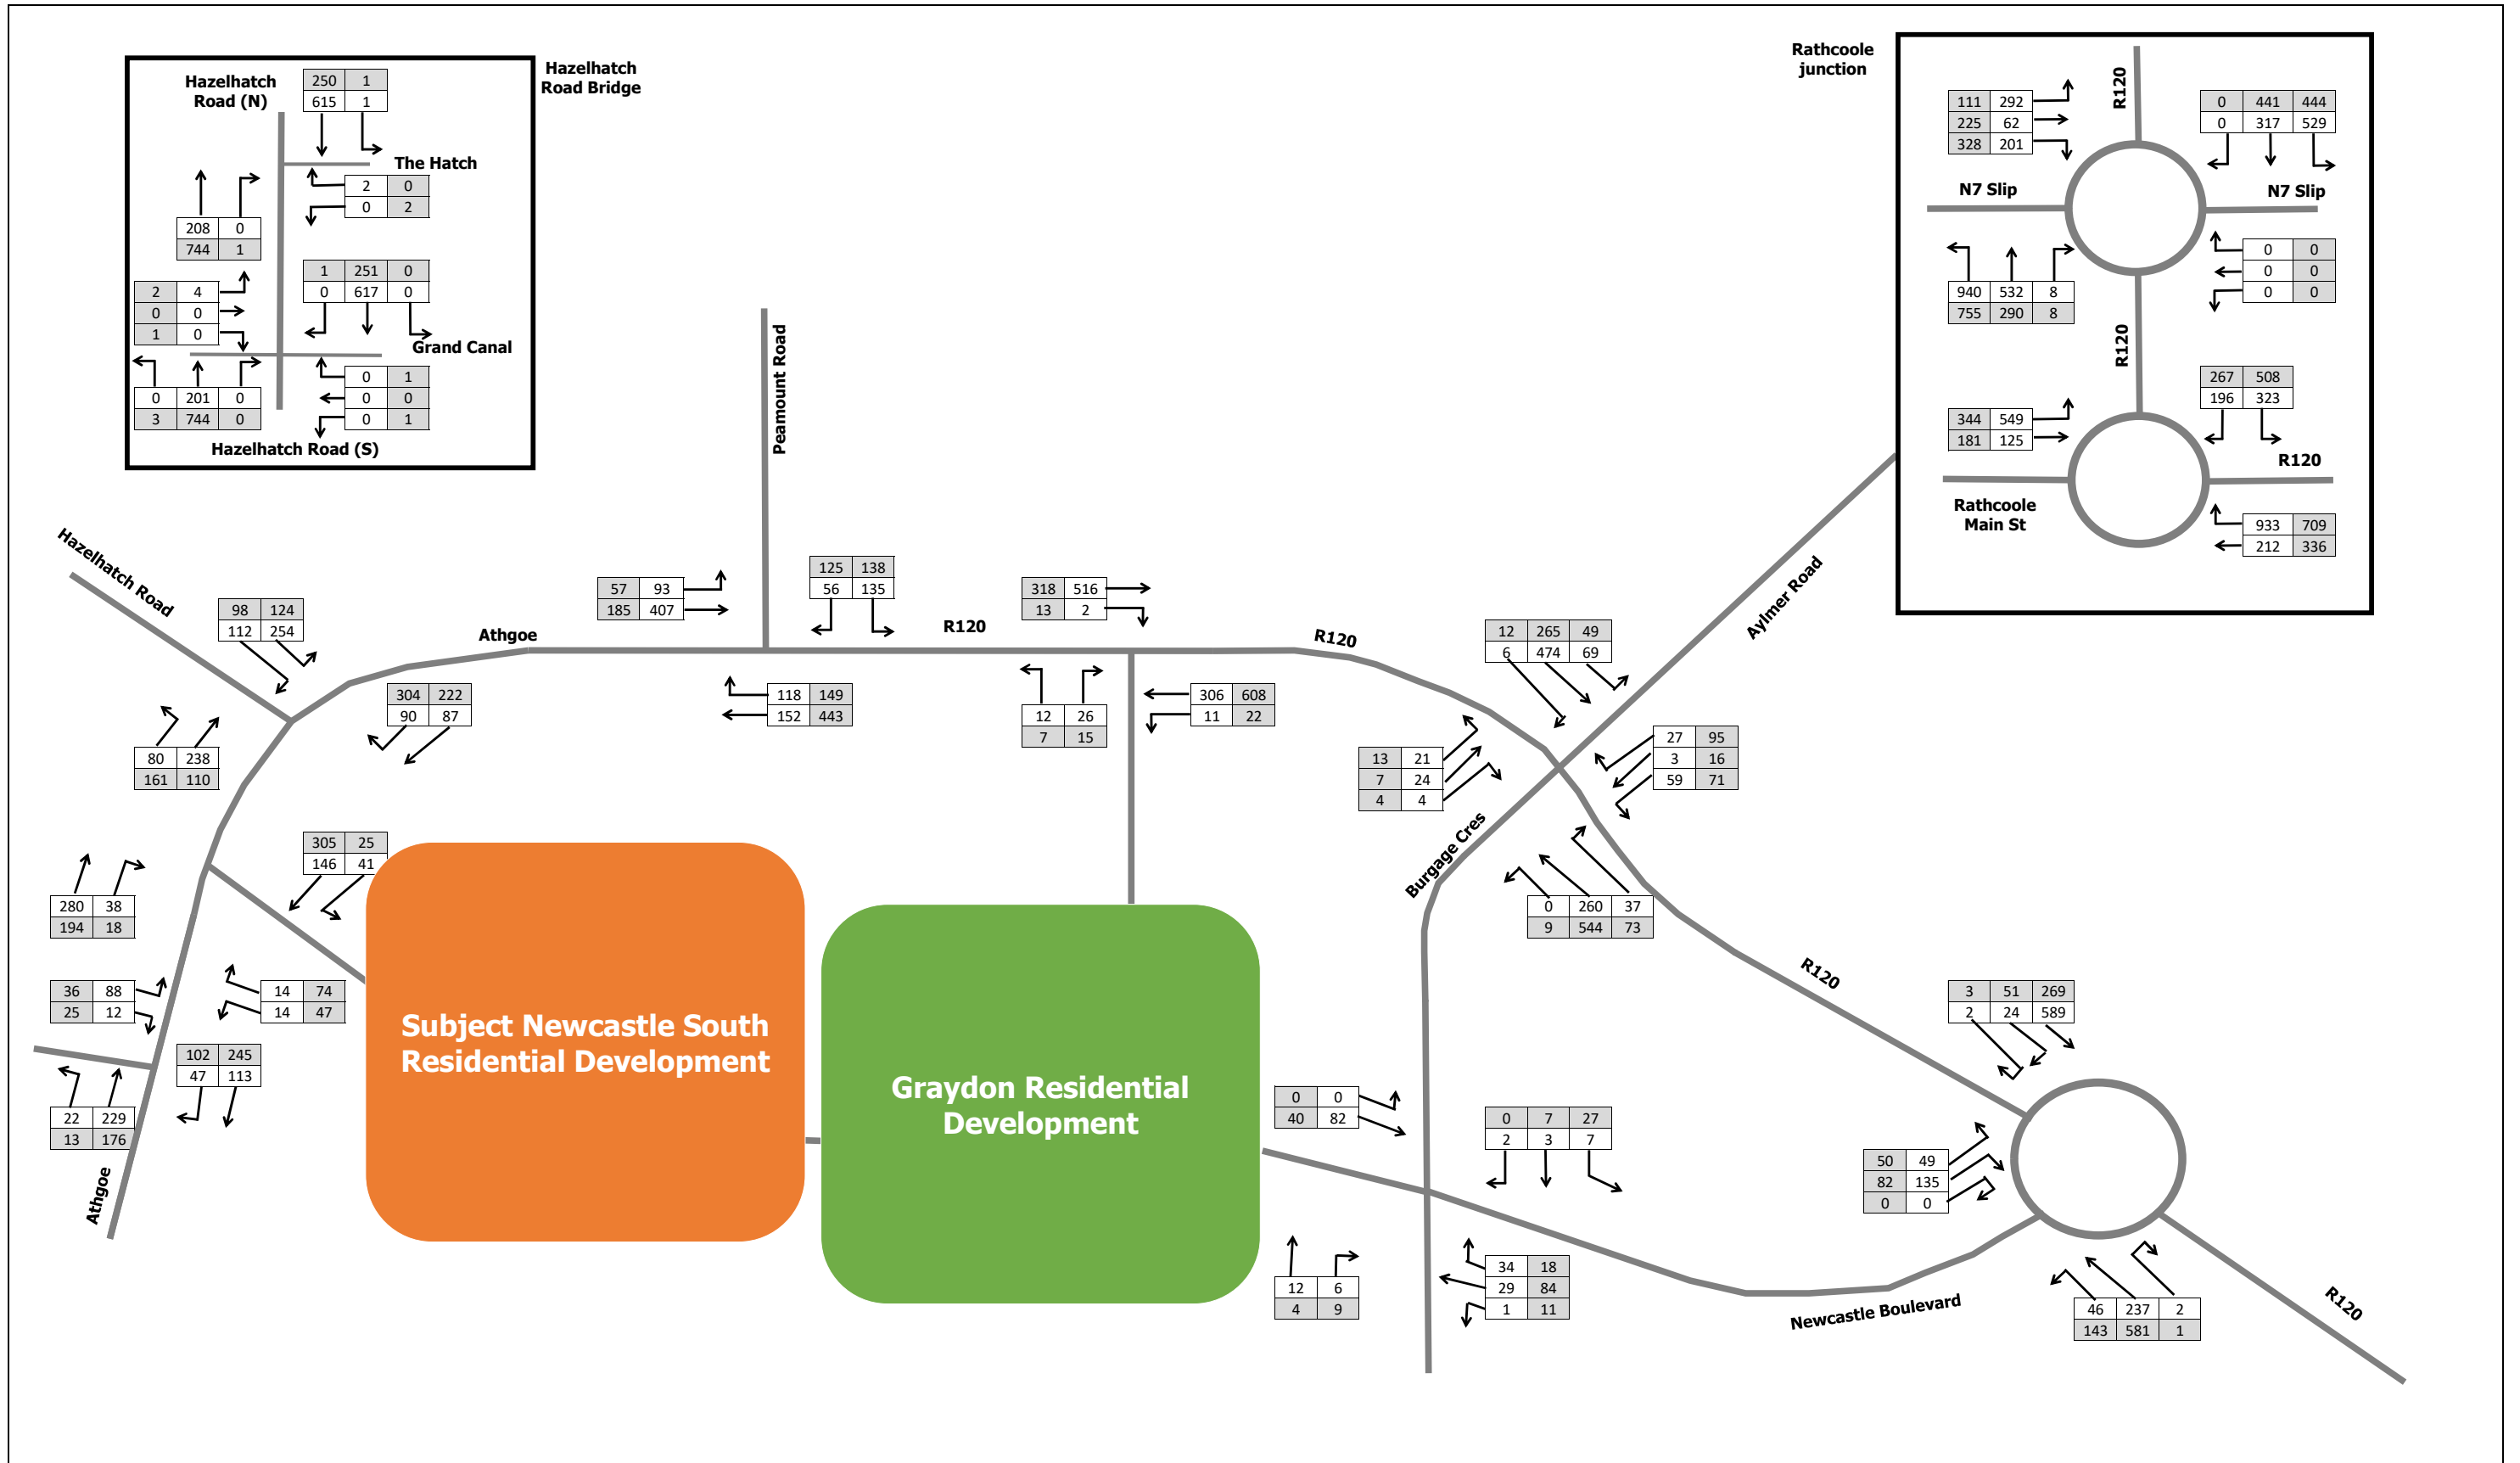 Hazelhatch
Road (N)
250 1
615 1
Hazelhatch
Road Bridge
The Hatch
2 0
0 2
208 0
744 1
1 251 0
0 617 0
2 4
0 0
1 0
Grand Canal
0 1
0 0
0 1
0 201 0
3 744 0
Hazelhatch Road (S)
Rathcoole
junction
R120
111 292
225 62
328 201
0 441 444
0 317 529
N7 Slip
N7 Slip
0 0
0 0
0 0
940 532 8
755 290 8
R120
267 508
196 323
344 549
181 125
R120
Rathcoole
Main St
933 709
212 336
Peamount Road
Hazelhatch Road
98 124
112 254
Athgoe
57 93
185 407
125 138
56 135
R120
318 516
13 2
R120
12 265 49
6 474 69
Aylmer Road
304 222
90 87
118 149
152 443
12 26
7 15
306 608
11 22
80 238
161 110
13 21
7 24
4 4
27 95
3 16
59 71
Burgage Cres
305 25
146 41
280 38
194 18
0 260 37
9 544 73
R120
36 88
25 12
14 74
14 47
3 51 269
2 24 589
Subject Newcastle South
Residential Development
Graydon Residential
Development
102 245
47 113
22 229
13 176
Athgoe
0 0
40 82
0 7 27
2 3 7
50 49
82 135
0 0
12 6
4 9
34 18
29 84
1 11
Newcastle Boulevard
46 237 2
143 581 1
R120